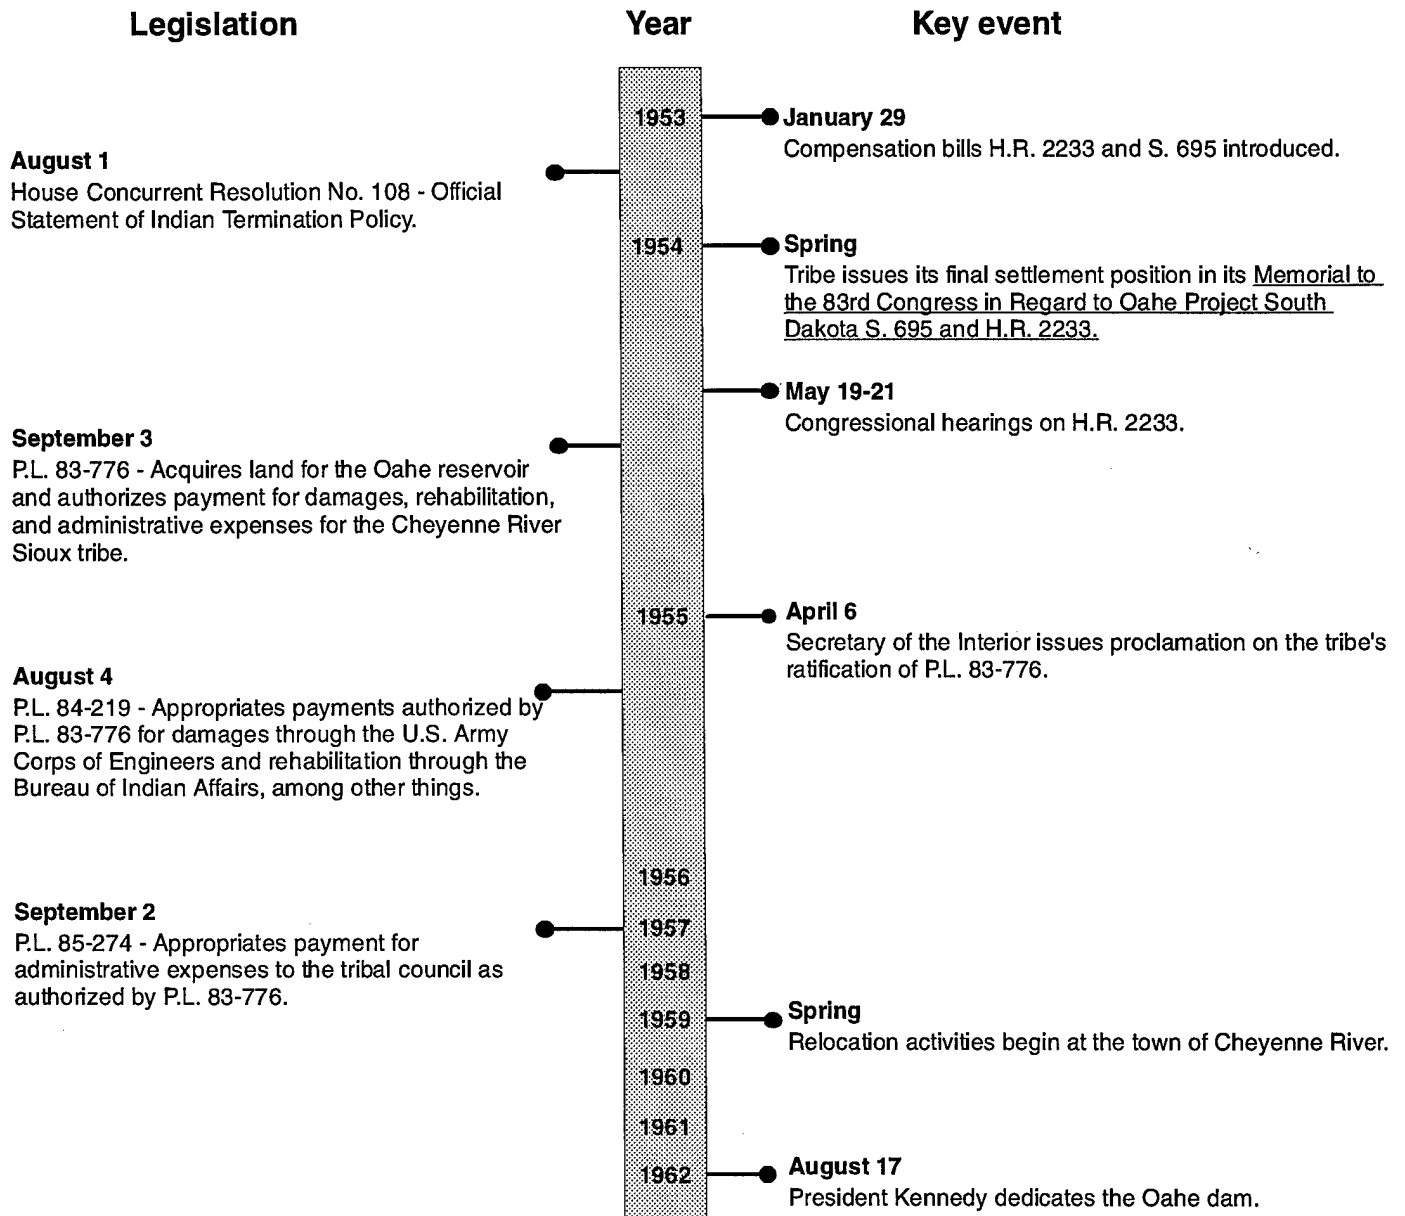 Legislation
Year
Key event
1953
January 29
Compensation bills H.R. 2233 and S. 695 introduced.
August 1
House Concurrent Resolution No. 108 - Official
Statement of Indian Termination Policy.
1954
Spring
Tribe issues its final settlement position in its Memorial to
the 83rd Congress in Regard to Oahe Project South
Dakota S. 695 and H.R. 2233.
May 19-21
Congressional hearings on H.R. 2233.
September 3
P.L. 83-776 - Acquires land for the Oahe reservoir
and authorizes payment for damages, rehabilitation,
and administrative expenses for the Cheyenne River
Sioux tribe.
1955
April 6
Secretary of the Interior issues proclamation on the tribe's
ratification of P.L. 83-776.
August 4
P.L. 84-219 - Appropriates payments authorized by
P.L. 83-776 for damages through the U.S. Army
Corps of Engineers and rehabilitation through the
Bureau of Indian Affairs, among other things.
1956
September 2
P.L. 85-274 - Appropriates payment for
administrative expenses to the tribal council as
authorized by P.L. 83-776.
1957
1958
1959
Spring
Relocation activities begin at the town of Cheyenne River.
1960
1961
1962
August 17
President Kennedy dedicates the Oahe dam.